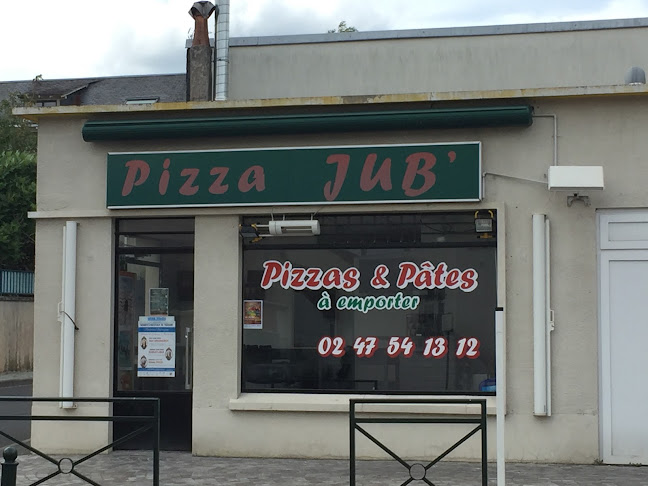 Pizza JUB'
Pizzas & Pâtes
à emporter
02 47 54 13 12